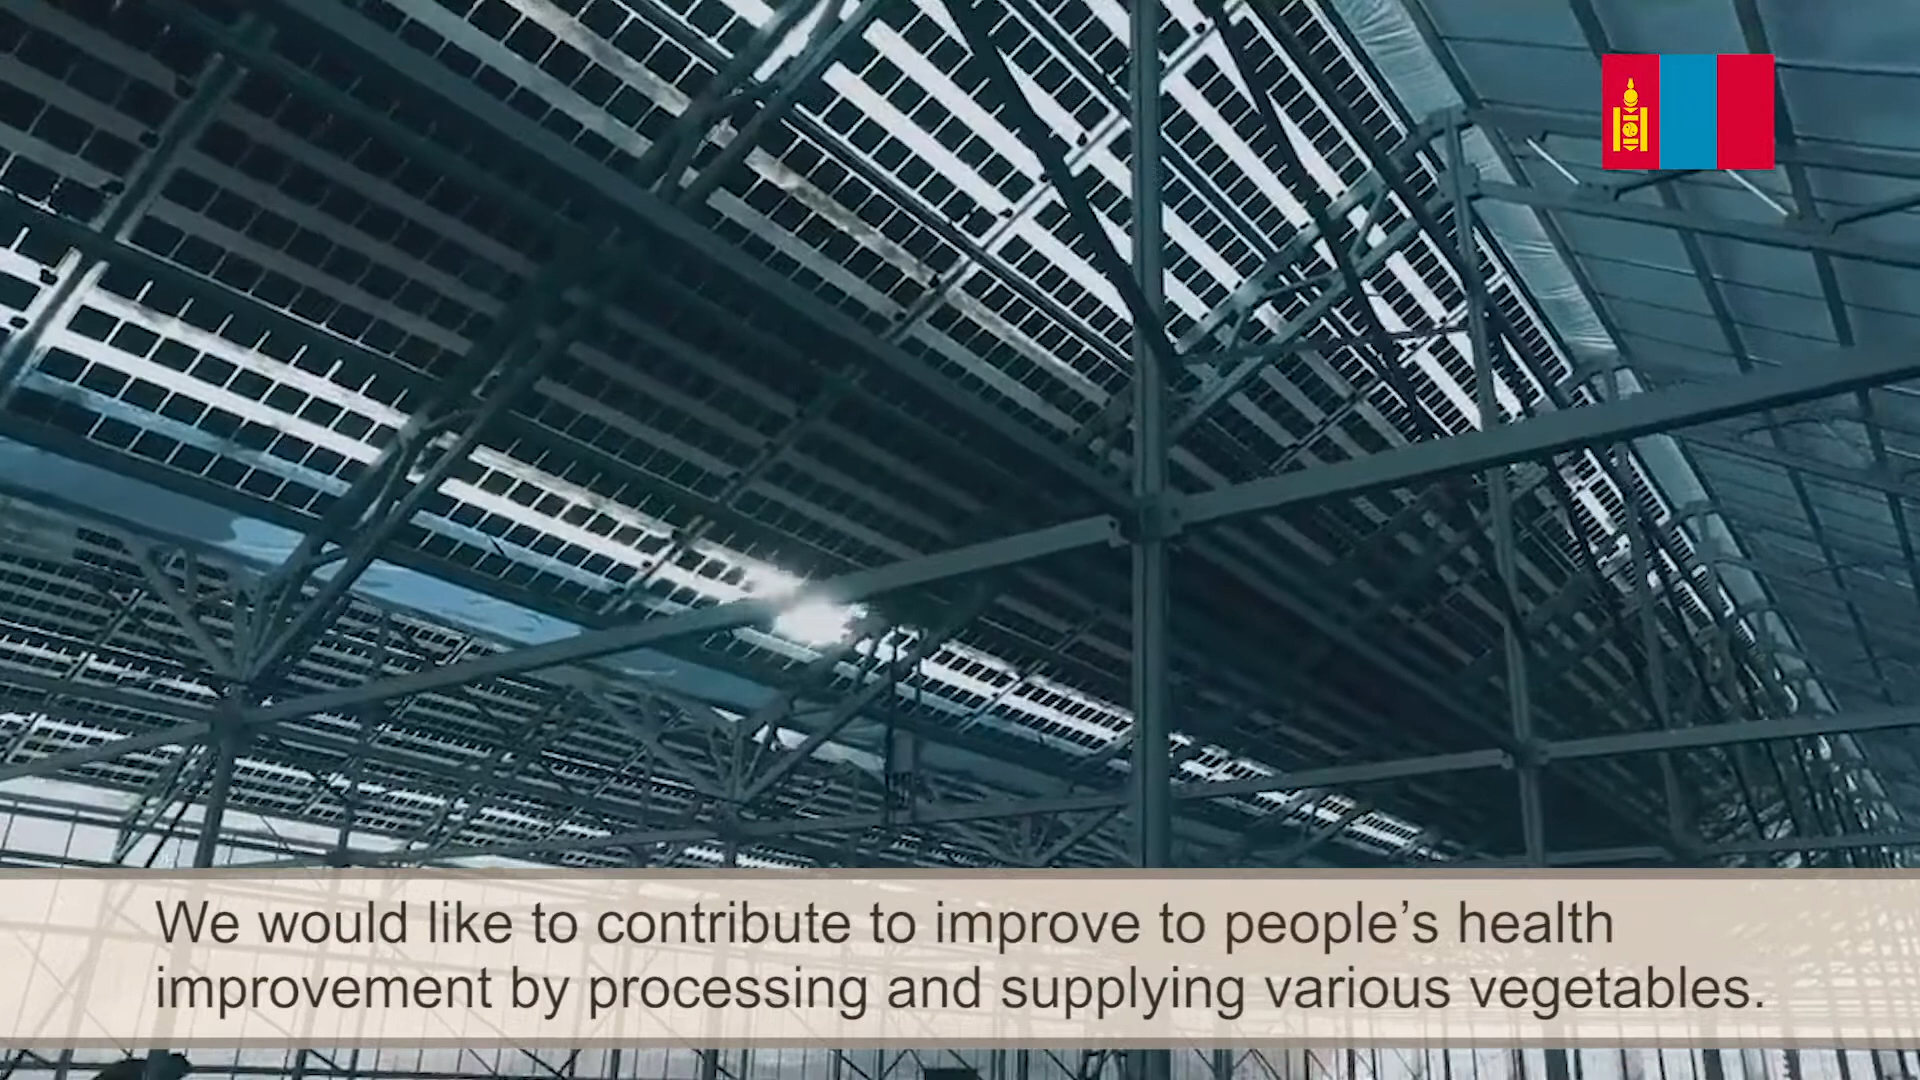 We would like to contribute to improve to people's health
improvement by processing and supplying various vegetables.